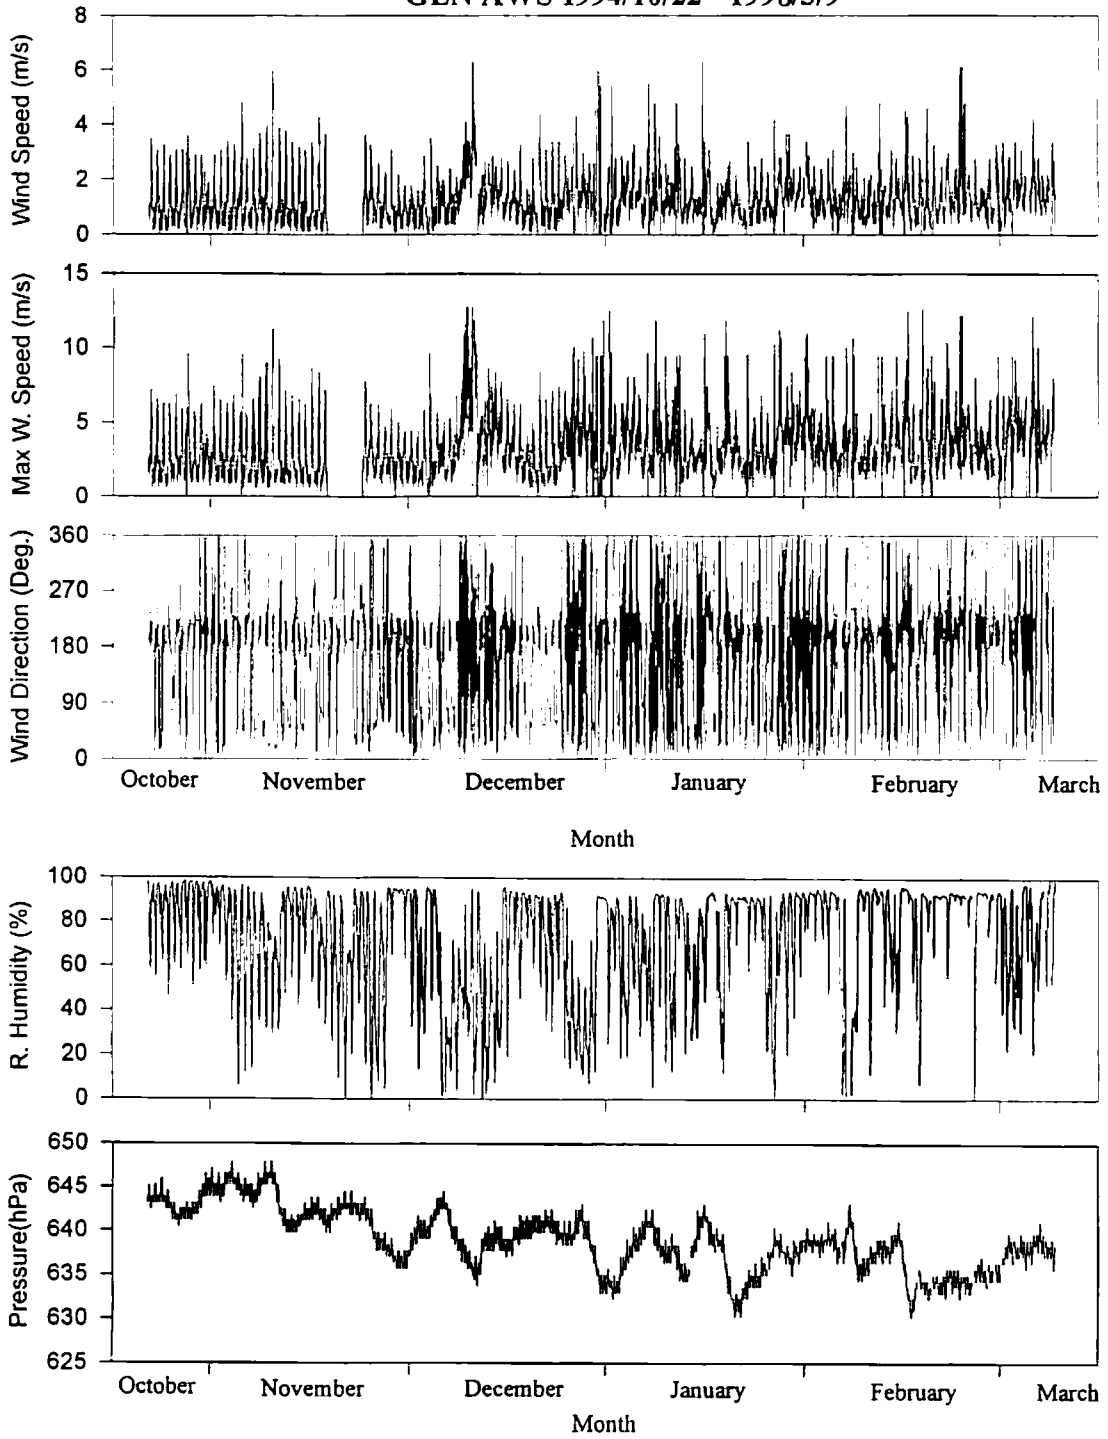 8
6
4
2
0
Wind Speed (m/s)
15
10
5
0
Max W. Speed (m/s)
360
270
180
90
0
Wind Direction (Deg.)
October November December January February March
Month
100
80
60
40
20
0
R. Humidity (%)
650
645
640
635
630
625
Pressure(hPa)
October November December January February March
Month